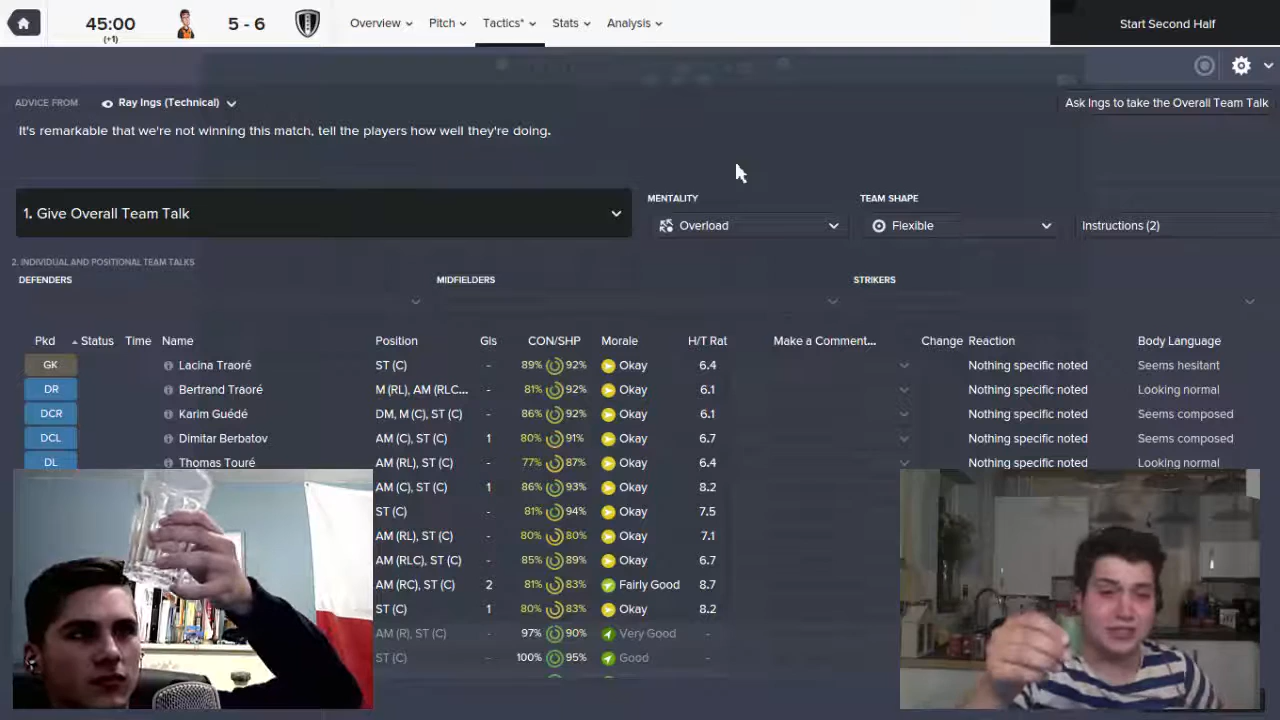 45:00
(+1)
5 - 6
Overview
Pitch
Tactics*
Stats
Analysis
Start Second Half
ADVICE FROM
Ray Ings (Technical)
Ask Ings to take the Overall Team Talk
It's remarkable that we're not winning this match, tell the players how well they're doing.
1. Give Overall Team Talk
MENTALITY
TEAM SHAPE
Overload
Flexible
Instructions (2)
2. INDIVIDUAL AND POSITIONAL TEAM TALKS
DEFENDERS
MIDFIELDERS
STRIKERS
Pkd Status Time Name Position Gls CON/SHP Morale H/T Rat Make a Comment... Change Reaction Body Language
GK Lacina Traoré ST (C) - 89% 92% Okay 6.4 Nothing specific noted Seems hesitant
DR Bertrand Traoré M (RL), AM (RLC... - 81% 92% Okay 6.1 Nothing specific noted Looking normal
DCR Karim Guédé DM, M (C), ST (C) - 86% 92% Okay 6.1 Nothing specific noted Seems composed
DCL Dimitar Berbatov AM (C), ST (C) 1 80% 91% Okay 6.7 Nothing specific noted Seems composed
DL Thomas Touré AM (RL), ST (C) - 77% 87% Okay 6.4 Nothing specific noted Looking normal
AM (C), ST (C) 1 86% 93% Okay 8.2
ST (C) - 81% 94% Okay 7.5
AM (RL), ST (C) - 80% 80% Okay 7.1
AM (RLC), ST (C) - 85% 89% Okay 6.7
AM (RC), ST (C) 2 81% 83% Fairly Good 8.7
ST (C) 1 80% 83% Okay 8.2
AM (R), ST (C) - 97% 90% Very Good -
ST (C) - 100% 95% Good -